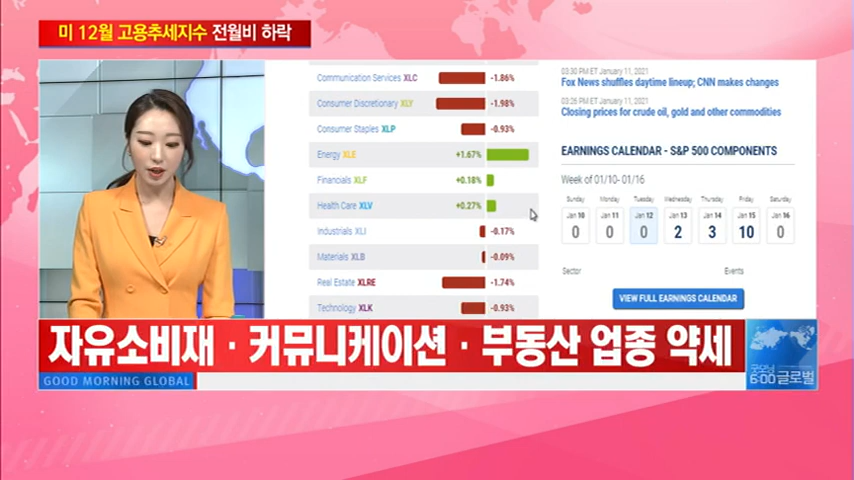 미 12월 고용추세지수 전월비 하락
Communication Services XLC -1.86%
Consumer Discretionary XLY -1.98%
Consumer Staples XLP -0.93%
Energy XLE +1.67%
Financials XLF +0.18%
Health Care XLV +0.27%
Industrials XLI -0.17%
Materials XLB -0.09%
Real Estate XLRE -1.74%
Technology XLK -0.93%
03:30 PM ET January 11, 2021
Fox News shuffles daytime lineup; CNN makes changes
03:26 PM ET January 11, 2021
Closing prices for crude oil, gold and other commodities
EARNINGS CALENDAR - S&P 500 COMPONENTS
Week of 01/10- 01/16
Sunday Monday Tuesday Wednesday Thursday Friday Saturday
Jan 10 Jan 11 Jan 12 Jan 13 Jan 14 Jan 15 Jan 16
0 0 0 2 3 10 0
Sector Events
VIEW FULL EARNINGS CALENDAR
자유소비재 · 커뮤니케이션 · 부동산 업종 약세
GOOD MORNING GLOBAL
굿모닝
6:00 글로벌